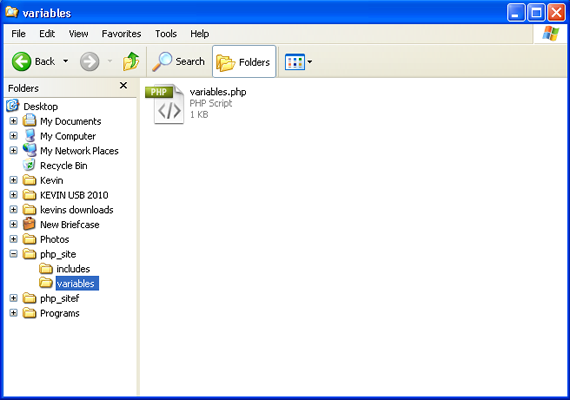 variables
File Edit View Favorites Tools Help
Back Search Folders
Folders
Desktop
My Documents
My Computer
My Network Places
Recycle Bin
Kevin
KEVIN USB 2010
kevins downloads
New Briefcase
Photos
php_site
includes
variables
php_sitef
Programs
PHP
variables.php
PHP Script
1 KB